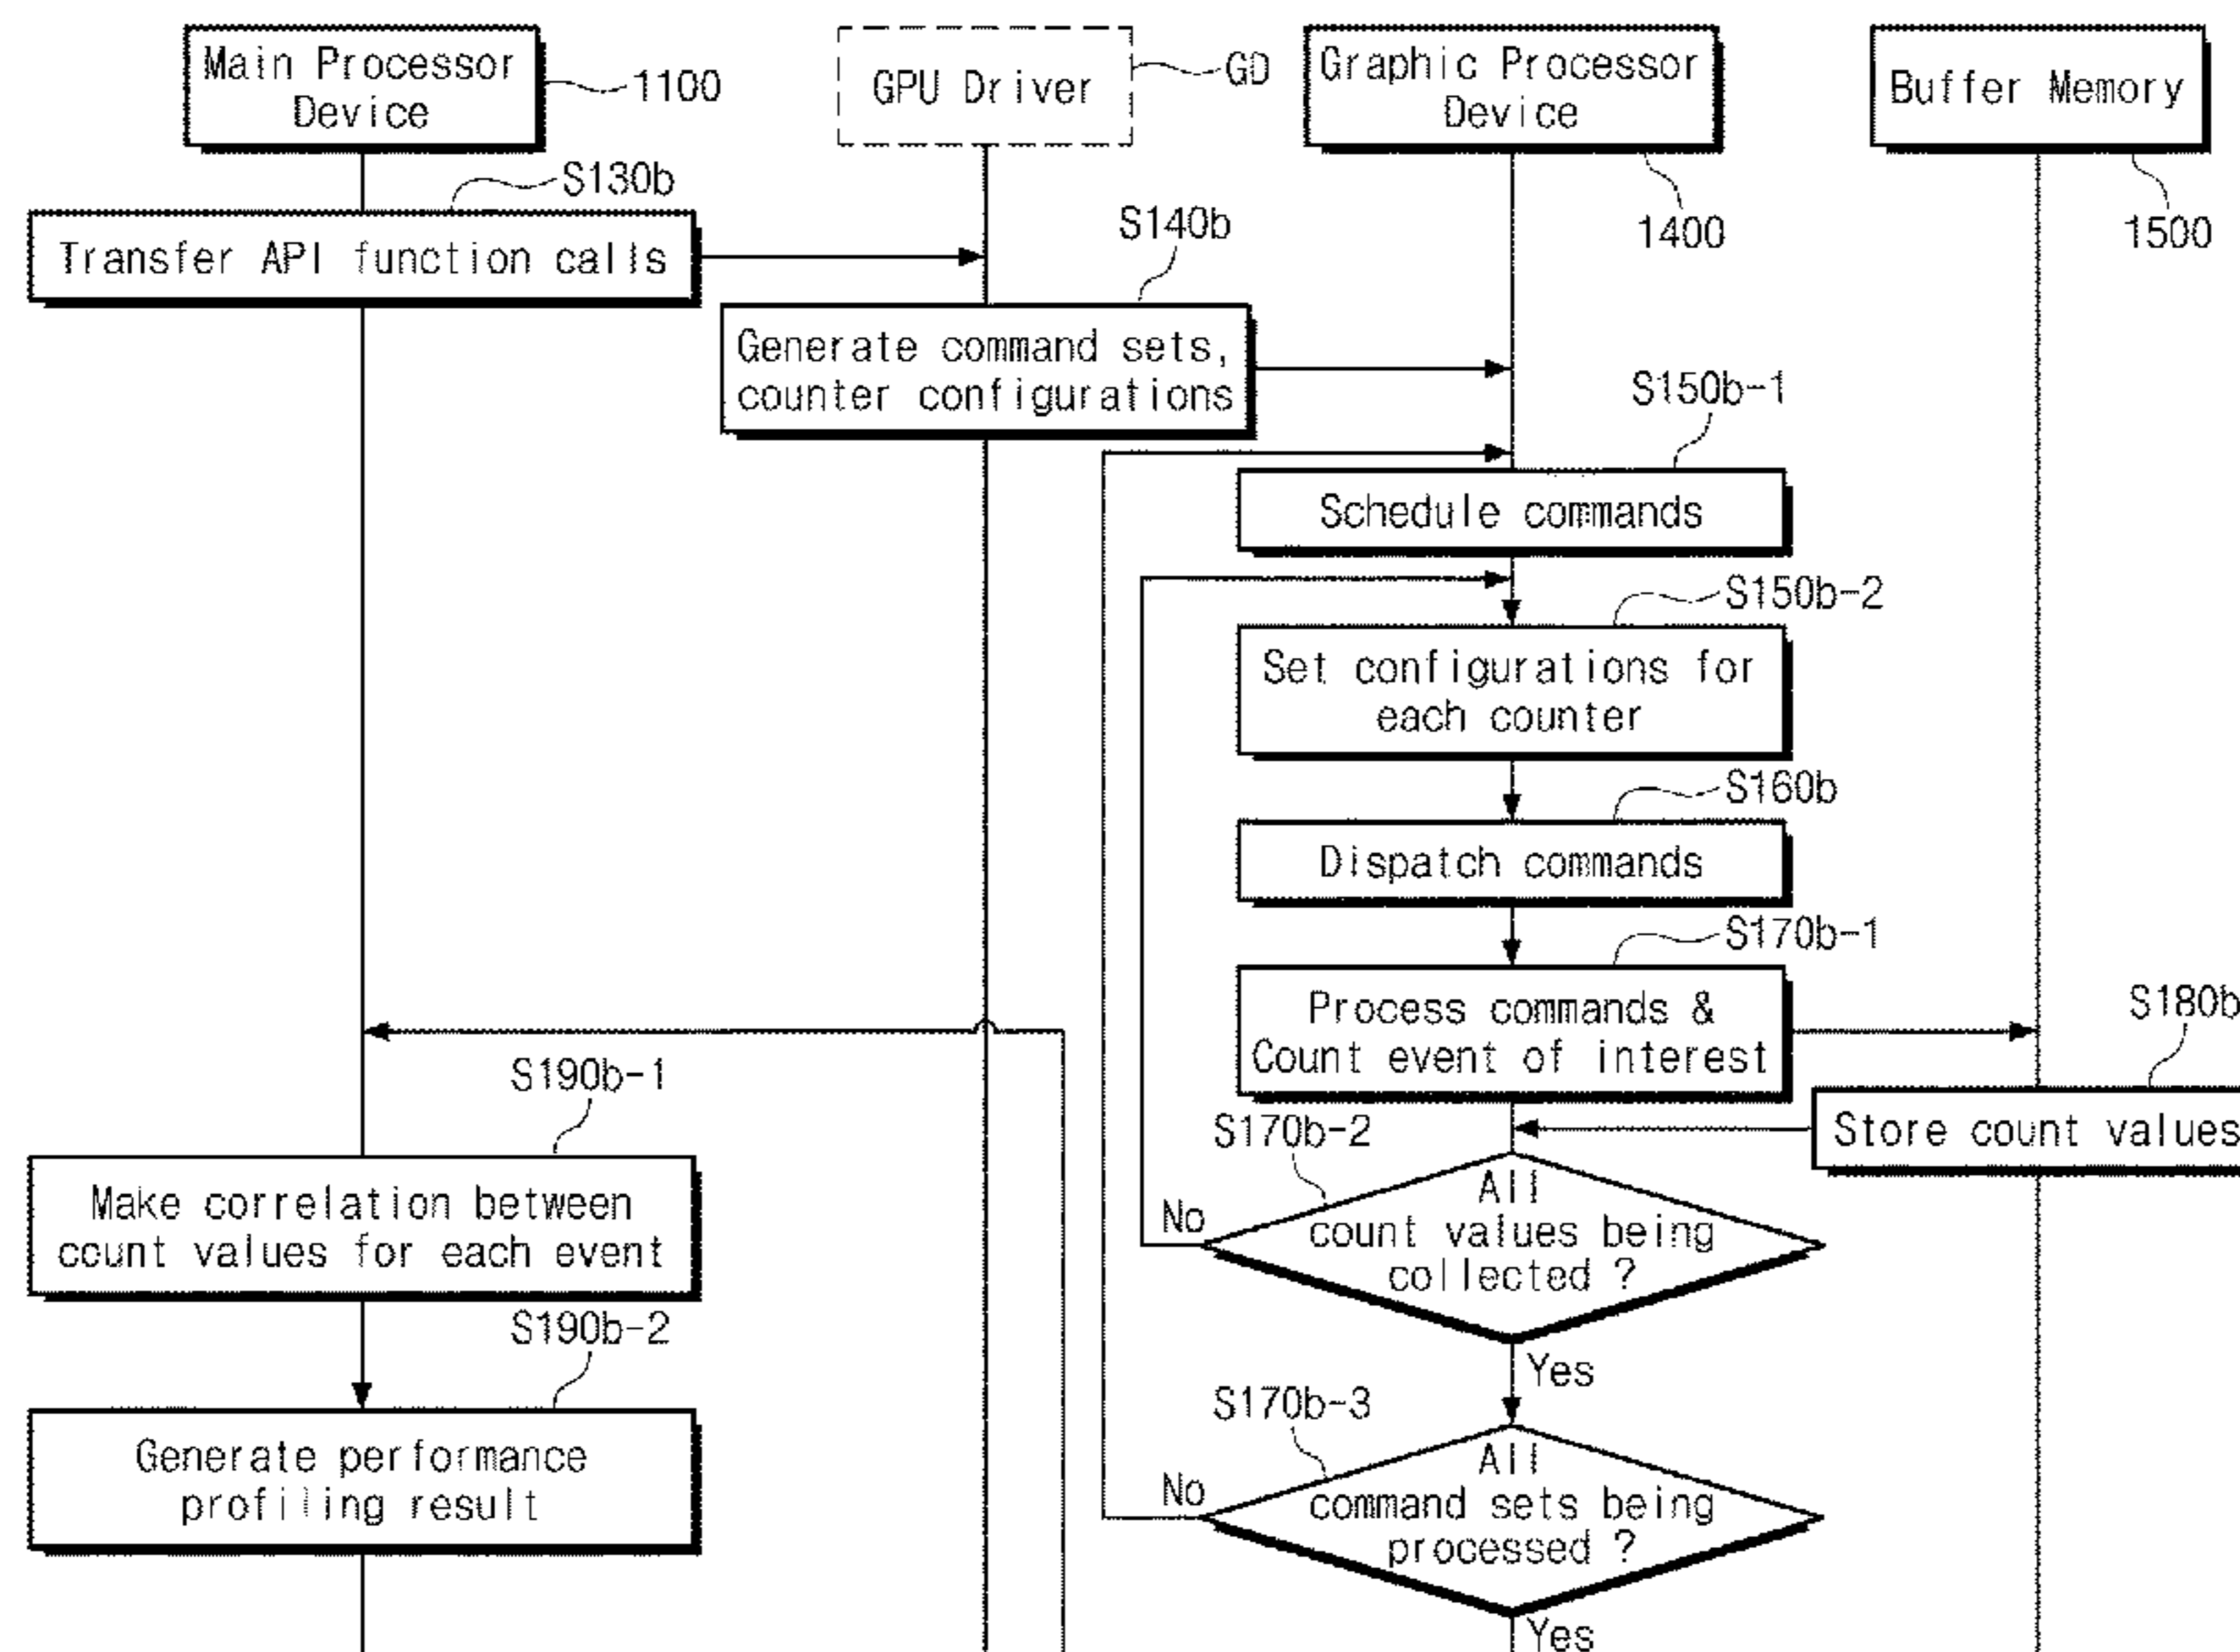 Main Processor
Device
1100
GPU Driver
GD
Graphic Processor
Device
1400
Buffer Memory
1500
S130b
Transfer API function calls
S140b
Generate command sets,
counter configurations
S150b-1
Schedule commands
S150b-2
Set configurations for
each counter
S160b
Dispatch commands
S170b-1
Process commands &
Count event of interest
S180b
Store count values
S170b-2
All
count values being
collected ?
No
Yes
S170b-3
All
command sets being
processed ?
No
Yes
S190b-1
Make correlation between
count values for each event
S190b-2
Generate performance
profiling result